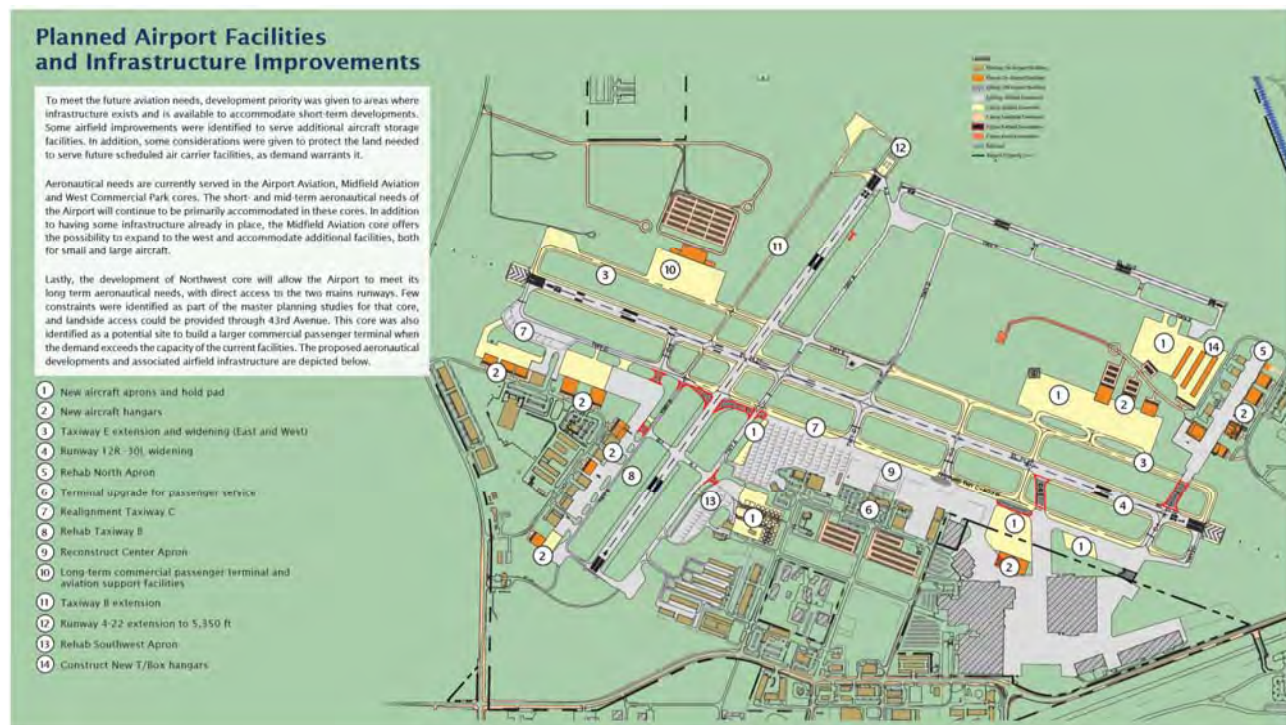 Planned Airport Facilities
and Infrastructure Improvements
To meet the future aviation needs, development priority was given to areas where
infrastructure exists and is available to accommodate short-term developments.
Some airfield improvements were identified to serve additional aircraft storage
facilities. In addition, some considerations were given to protect the land needed
to serve future scheduled air carrier facilities, as demand warrants it.
Aeronautical needs are currently served in the Airport Aviation, Midfield Aviation
and West Commercial Park cores. The short- and mid-term aeronautical needs of
the Airport will continue to be primarily accommodated in these cores. In addition
to having some infrastructure already in place, the Midfield Aviation core offers
the possibility to expand to the west and accommodate additional facilities, both
for small and large aircraft.
Lastly, the development of Northwest core will allow the Airport to meet its
long term aeronautical needs, with direct access to the two mains runways. Few
constraints were identified as part of the master planning studies for that core,
and landside access could be provided through 43rd Avenue. This core was also
identified as a potential site to build a larger commercial passenger terminal when
the demand exceeds the capacity of the current facilities. The proposed aeronautical
developments and associated airfield infrastructure are depicted below.
1 New aircraft aprons and hold pad
2 New aircraft hangars
3 Taxiway E extension and widening (East and West)
4 Runway 12R -30L widening
5 Rehab North Apron
6 Terminal upgrade for passenger service
7 Realignment Taxiway C
8 Rehab Taxiway B
9 Reconstruct Center Apron
10 Long-term commercial passenger terminal and
aviation support facilities
11 Taxiway B extension
12 Runway 4-22 extension to 5,350 ft
13 Rehab Southwest Apron
14 Construct New T/Box hangars
12
11
3
10
7
2
2
2
8
2
1
7
13
1
9
6
1
1
14
5
2
2
3
4
1
1
2